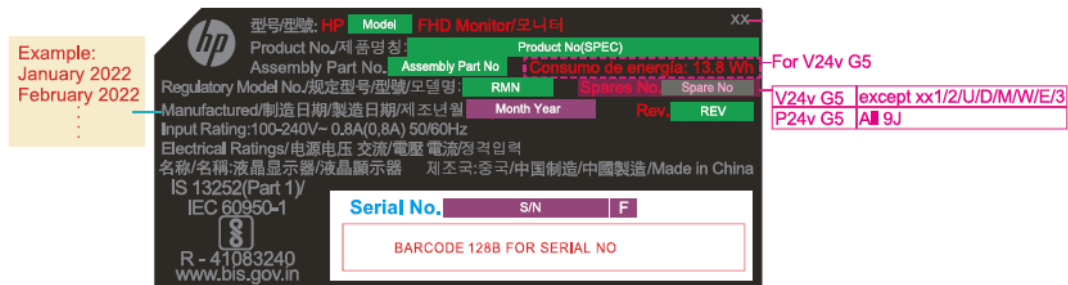 Example:
January 2022
February 2022
hp
型号/型號: HP Model FHD Monitor/모니터
XX
Product No./제품명칭: Product No(SPEC)
Assembly Part No. Assembly Part No Consumo de energía: 13.8 Wh
For V24v G5
Regulatory Model No./规定型号/型號/모델명: RMN Spares No. Spare No
V24v G5 except xx1/2/U/D/M/W/E/3
P24v G5 All 9J
Manufactured/制造日期/製造日期/제조년월 Month Year Rev. REV
Input Rating:100-240V~ 0.8A(0,8A) 50/60Hz
Electrical Ratings/电源电压 交流/電壓 電流/정격입력
名称/名稱:液晶显示器/液晶顯示器 제조국:중국/中国制造/中國製造/Made in China
IS 13252(Part 1)/
IEC 60950-1
Serial No. S/N F
BARCODE 128B FOR SERIAL NO
R - 41083240
www.bis.gov.in